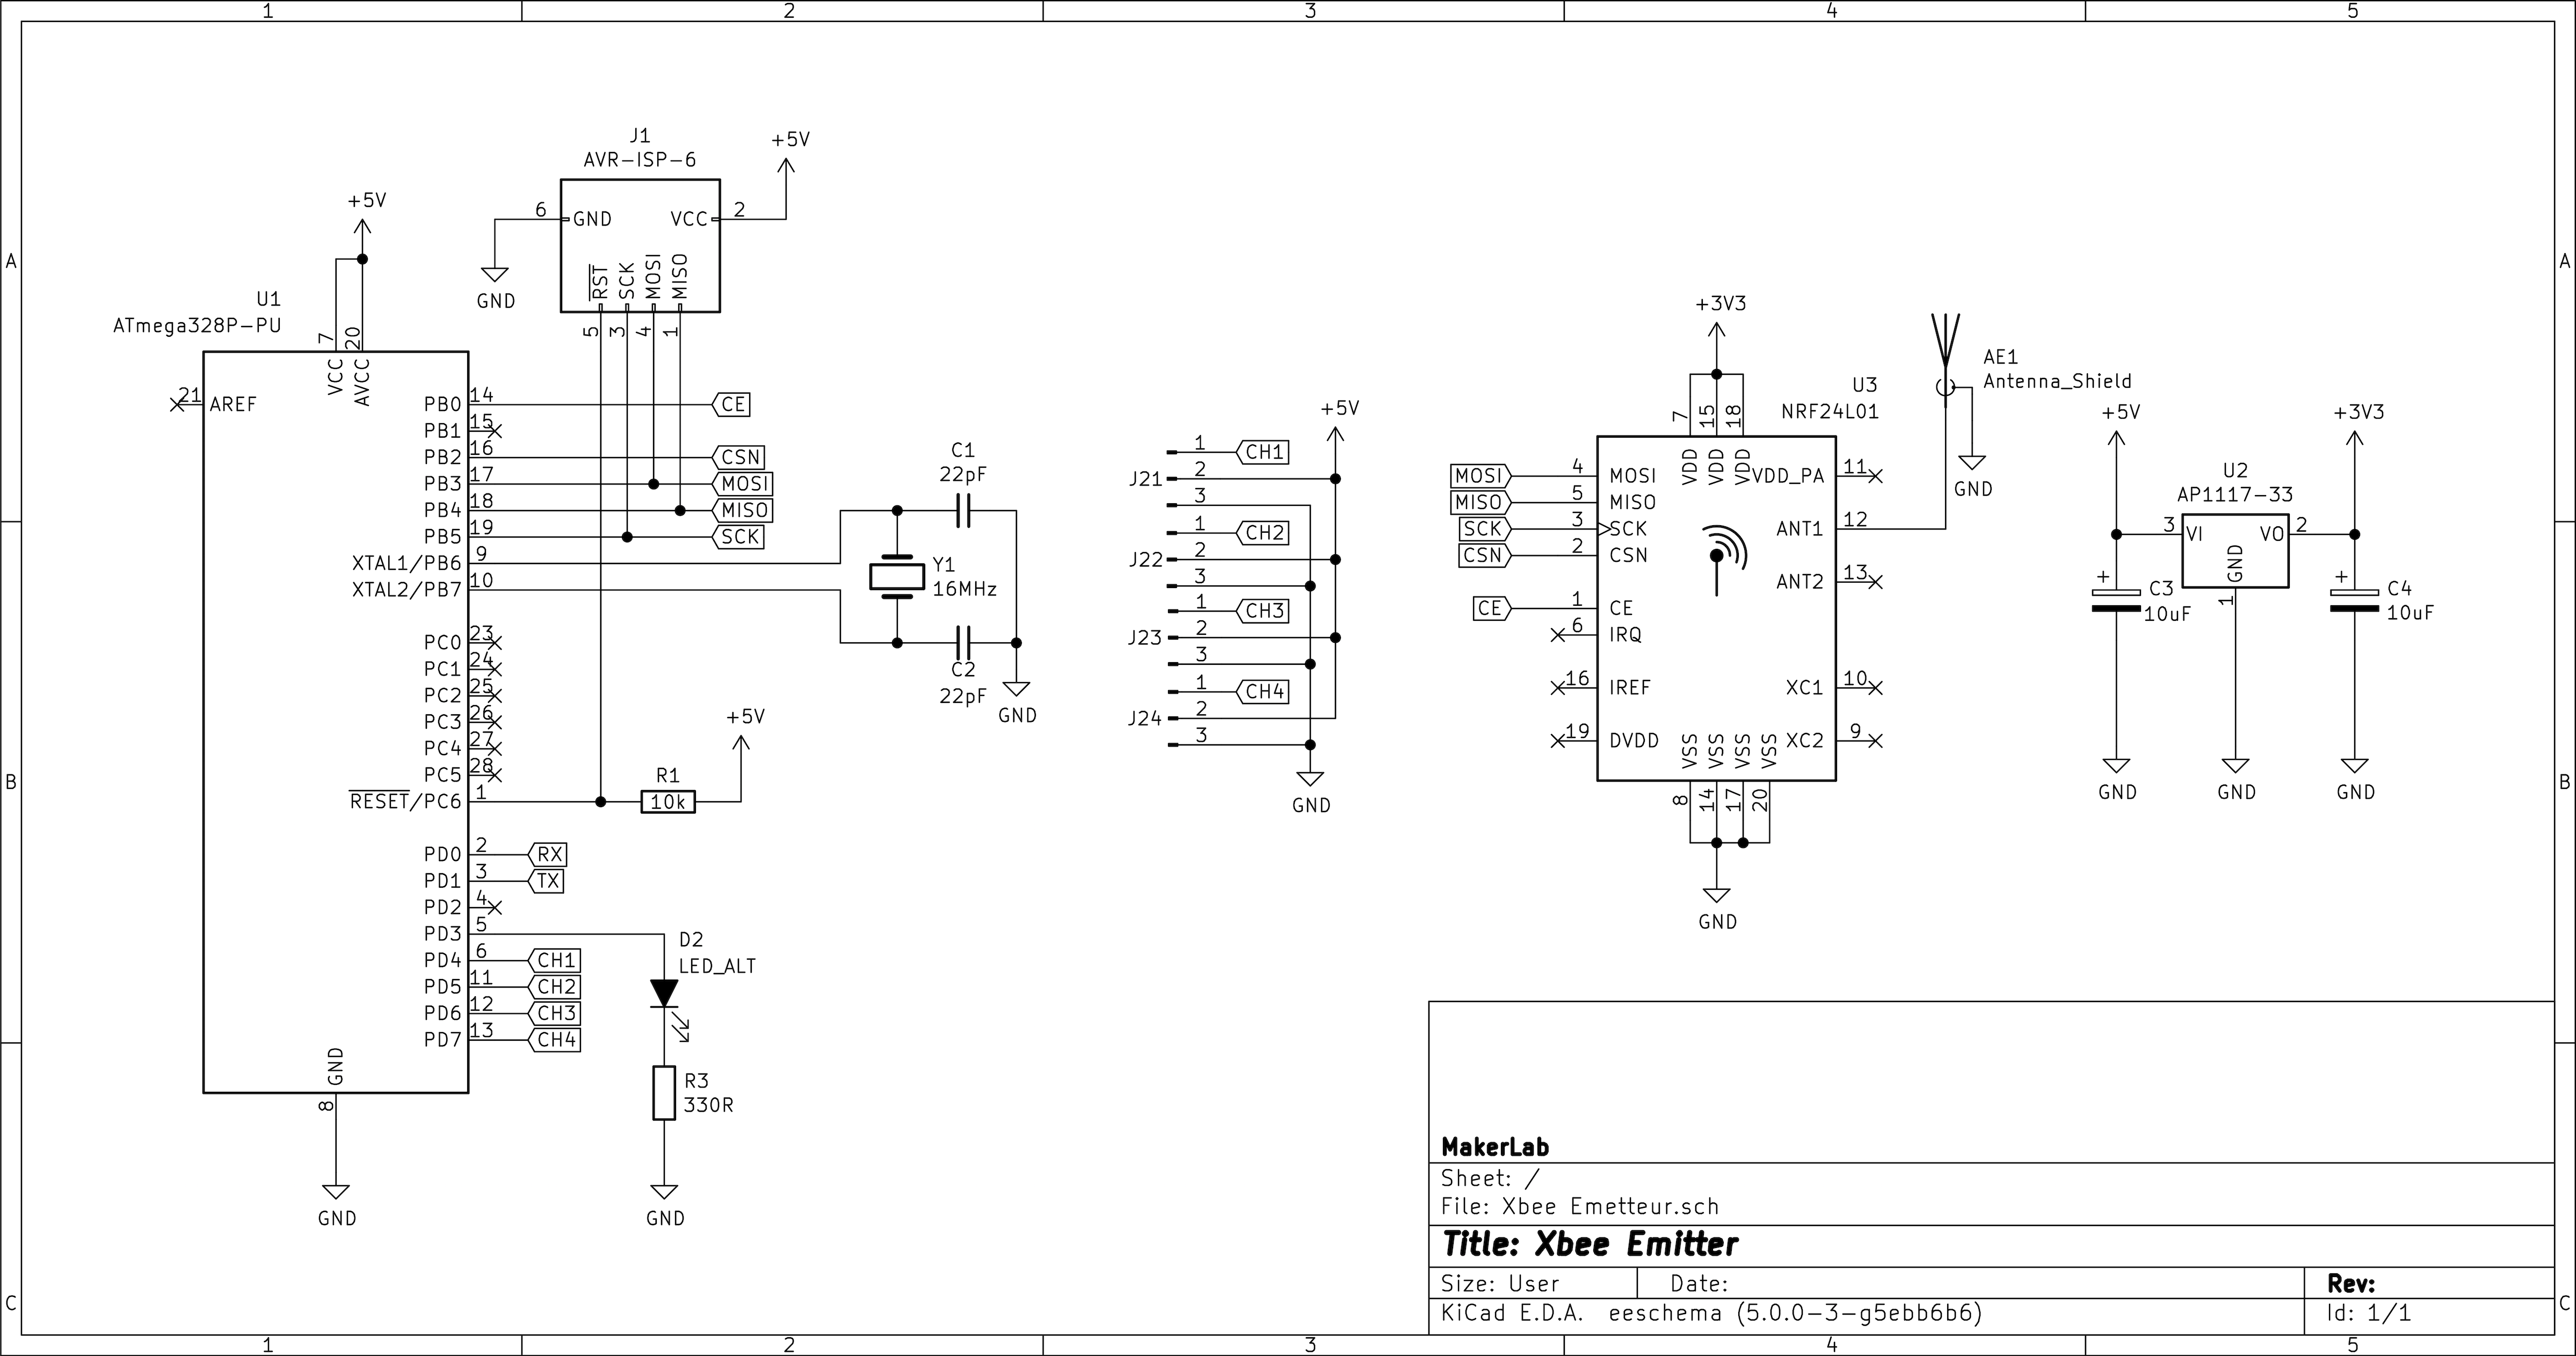 1 2 3 4 5
A
B
C
J1
AVR-ISP-6
+5V
6 GND VCC 2
GND
RST SCK MOSI MISO
5 3 4 1
+5V
U1
ATmega328P-PU
7 20
VCC AVCC
21 AREF
PB0 14 CE
PB1 15
PB2 16 CSN
PB3 17 MOSI
PB4 18 MISO
PB5 19 SCK
XTAL1/PB6 9
XTAL2/PB7 10
PC0 23
PC1 24
PC2 25
PC3 26
PC4 27
PC5 28
RESET/PC6 1
PD0 2 RX
PD1 3 TX
PD2 4
PD3 5
PD4 6 CH1
PD5 11 CH2
PD6 12 CH3
PD7 13 CH4
GND
8
GND
C1
22pF
Y1
16MHz
C2
22pF
GND
+5V
R1
10k
D2
LED_ALT
R3
330R
GND
+5V
1 CH1
J21 2
3
1 CH2
J22 2
3
1 CH3
J23 2
3
1 CH4
J24 2
3
GND
+3V3
U3
NRF24L01
7 15 18
VDD VDD VDD
MOSI 4 MOSI
MISO 5 MISO
SCK 3 SCK
CSN 2 CSN
CE 1 CE
6 IRQ
16 IREF
19 DVDD
VDD_PA 11
ANT1 12
ANT2 13
XC1 10
XC2 9
VSS VSS VSS VSS
8 14 17 20
GND
AE1
Antenna_Shield
GND
+5V
+3V3
U2
AP1117-33
3 VI VO 2
GND
1
+
C3
10uF
+
C4
10uF
GND
GND
GND
MakerLab
Sheet: /
File: Xbee Emetteur.sch
Title: Xbee Emitter
Size: User Date: Rev:
KiCad E.D.A. eeschema (5.0.0-3-g5ebb6b6) Id: 1/1
A
B
C
1 2 3 4 5